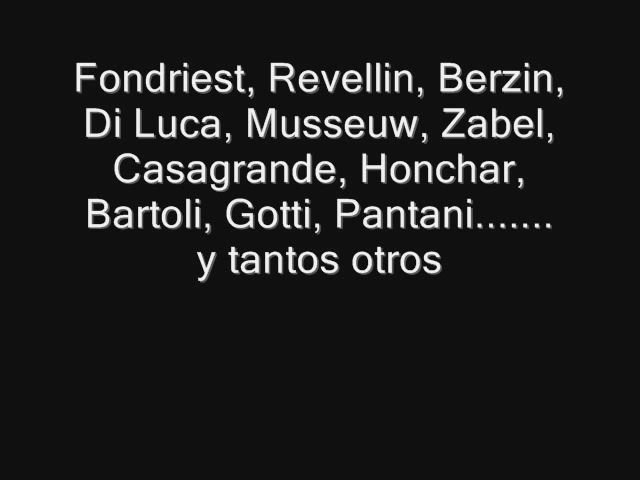 Fondriest, Revellin, Berzin,
Di Luca, Musseuw, Zabel,
Casagrande, Honchar,
Bartoli, Gotti, Pantani.......
y tantos otros